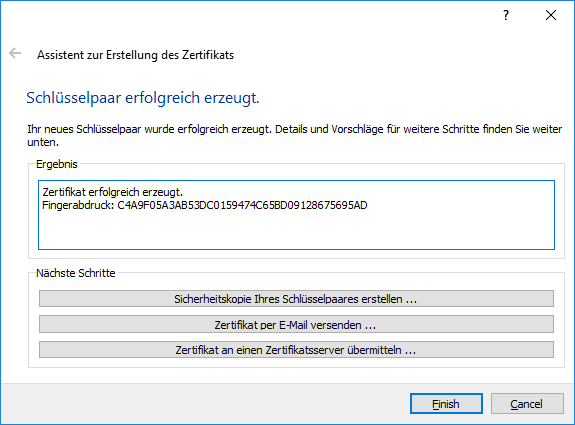 ?
Assistent zur Erstellung des Zertifikats
Schlüsselpaar erfolgreich erzeugt.
Ihr neues Schlüsselpaar wurde erfolgreich erzeugt. Details und Vorschläge für weitere Schritte finden Sie weiter
unten.
Ergebnis
Zertifikat erfolgreich erzeugt.
Fingerabdruck: C4A9F05A3AB53DC0159474C65BD09128675695AD
Nächste Schritte
Sicherheitskopie Ihres Schlüsselpaares erstellen ...
Zertifikat per E-Mail versenden ...
Zertifikat an einen Zertifikatsserver übermitteln ...
Finish
Cancel